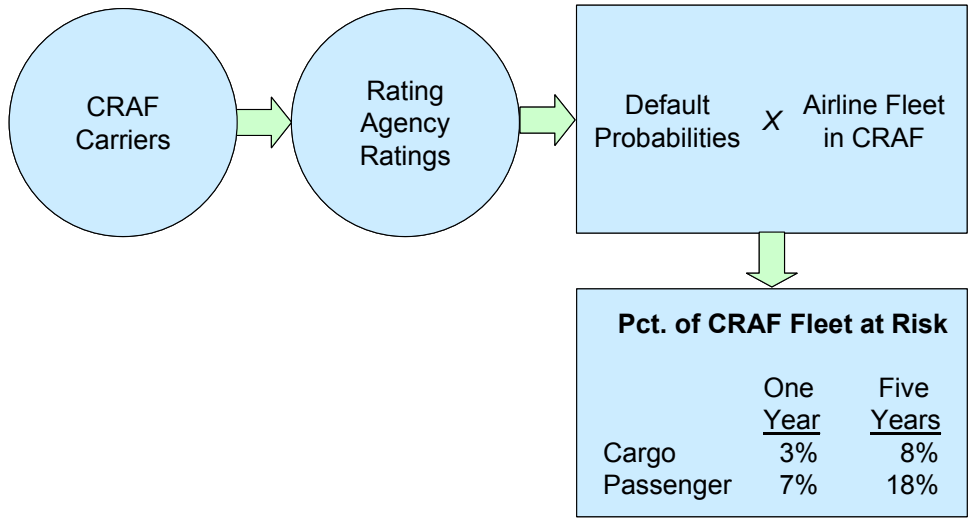 CRAF
Carriers
Rating
Agency
Ratings
Default
Probabilities
X
Airline Fleet
in CRAF
Pct. of CRAF Fleet at Risk
One Five
Year Years
Cargo 3% 8%
Passenger 7% 18%